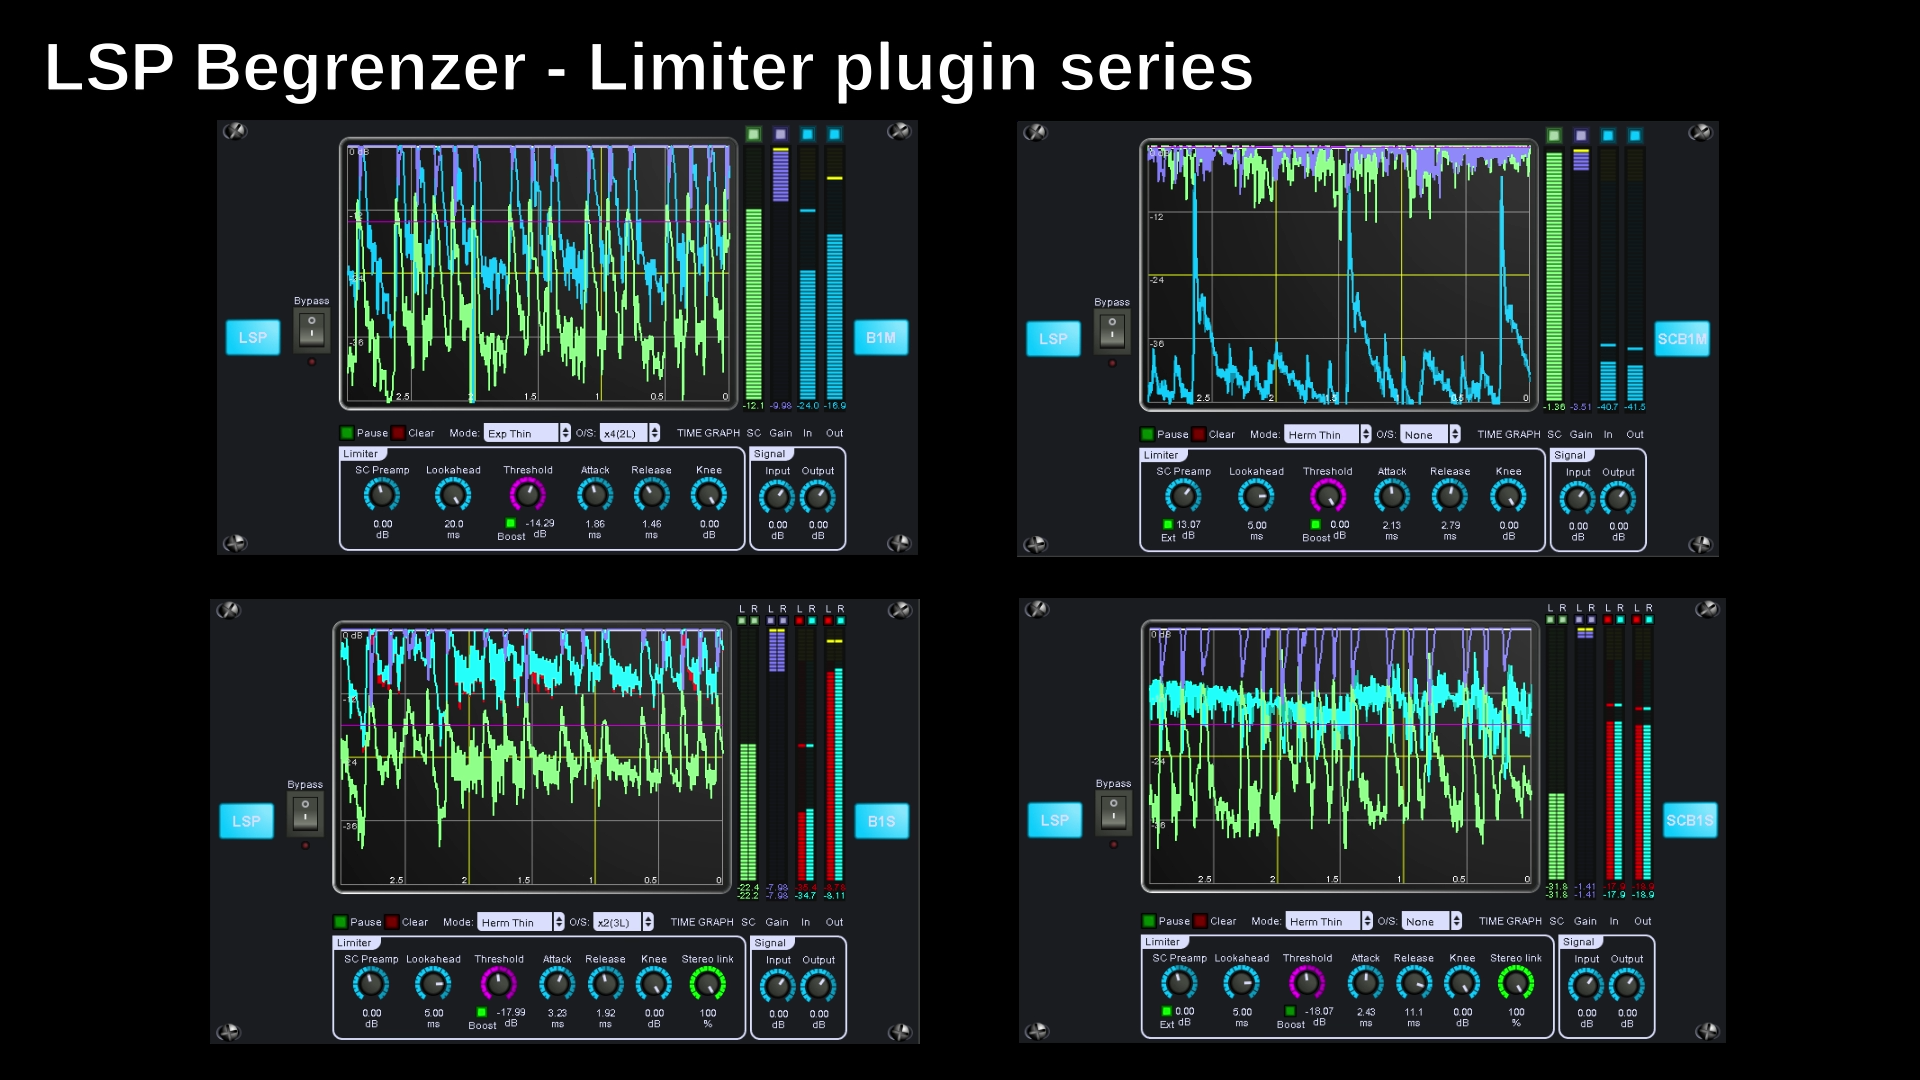 LSP Begrenzer - Limiter plugin series
0 dB
-12
-24
-36
2.5 2 1.5 1 0.5 0
-12.1 -9.98 -24.0 -16.9
Bypass
LSP
B1M
Pause Clear Mode: Exp Thin O/S: x4(2L) TIME GRAPH SC Gain In Out
Limiter Signal
SC Preamp Lookahead Threshold Attack Release Knee Input Output
0.00 20.0 -14.29 1.86 1.46 0.00 0.00 0.00
dB ms Boost dB ms ms dB dB dB
-12
-24
-36
2.5 2 1.5 1 0.5 0
-1.36 -3.51 -40.7 -41.5
Bypass
LSP
SCB1M
Pause Clear Mode: Herm Thin O/S: None TIME GRAPH SC Gain In Out
Limiter Signal
SC Preamp Lookahead Threshold Attack Release Knee Input Output
13.07 5.00 0.00 2.13 2.79 0.00 0.00 0.00
Ext dB ms Boost dB ms ms dB dB dB
L R L R L R L R
0 dB
-24
-36
2.5 2 1.5 1 0.5 0
-22.4 -7.98
-22.2 -7.98 -34.7 -8.11
Bypass
LSP
B1S
Pause Clear Mode: Herm Thin O/S: x2(3L) TIME GRAPH SC Gain In Out
Limiter Signal
SC Preamp Lookahead Threshold Attack Release Knee Stereo link Input Output
0.00 5.00 -17.99 3.23 1.92 0.00 100 0.00 0.00
dB ms Boost dB ms ms dB % dB dB
L R L R L R L R
0 dB
-24
-36
2.5 2 1.5 1 0.5 0
-31.8 -1.41 -17.9 -18.9
-31.8 -1.41 -17.9 -18.9
Bypass
LSP
SCB1S
Pause Clear Mode: Herm Thin O/S: None TIME GRAPH SC Gain In Out
Limiter Signal
SC Preamp Lookahead Threshold Attack Release Knee Stereo link Input Output
0.00 5.00 -18.07 2.43 11.1 0.00 100 0.00 0.00
Ext dB ms Boost dB ms ms dB % dB dB